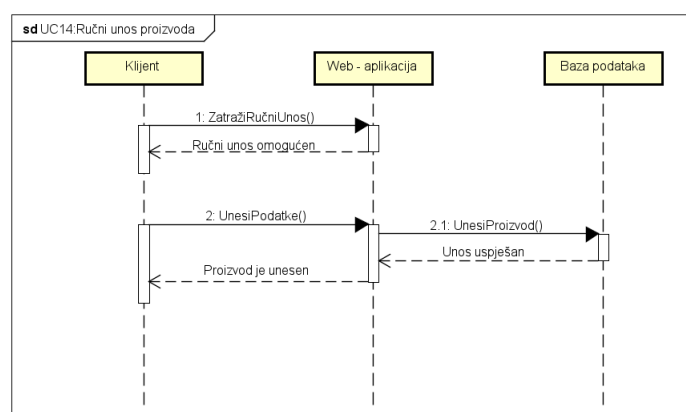 sd UC14:Ručni unos proizvoda
Klijent
Web - aplikacija
Baza podataka
1: ZatražiRučniUnos()
Ručni unos omogućen
2: UnesiPodatke()
2.1: UnesiProizvod()
Unos uspješan
Proizvod je unesen